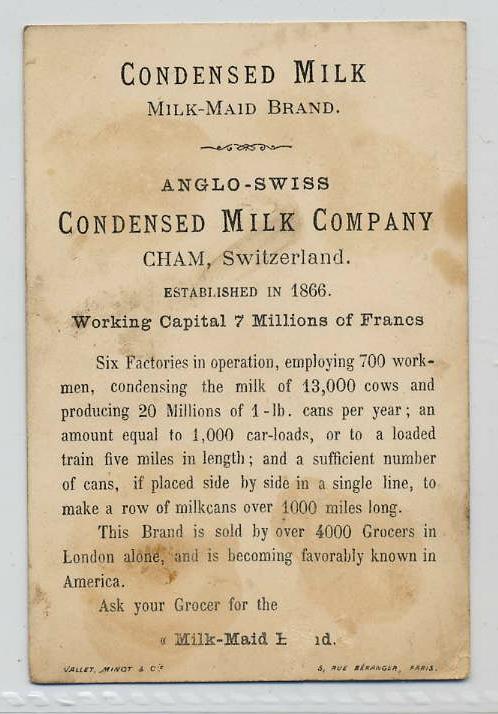 CONDENSED MILK
MILK-MAID BRAND.
ANGLO-SWISS
CONDENSED MILK COMPANY
CHAM, Switzerland.
ESTABLISHED IN 1866.
Working Capital 7 Millions of Francs
Six Factories in operation, employing 700 work-
men, condensing the milk of 13,000 cows and
producing 20 Millions of 1-lb. cans per year; an
amount equal to 1,000 car-loads, or to a loaded
train five miles in length; and a sufficient number
of cans, if placed side by side in a single line, to
make a row of milkcans over 1000 miles long.
This Brand is sold by over 4000 Grocers in
London alone, and is becoming favorably known in
America.
Ask your Grocer for the
« Milk-Maid
VALLET, MINOT & Cie
5, RUE BÉRANGER, PARIS.